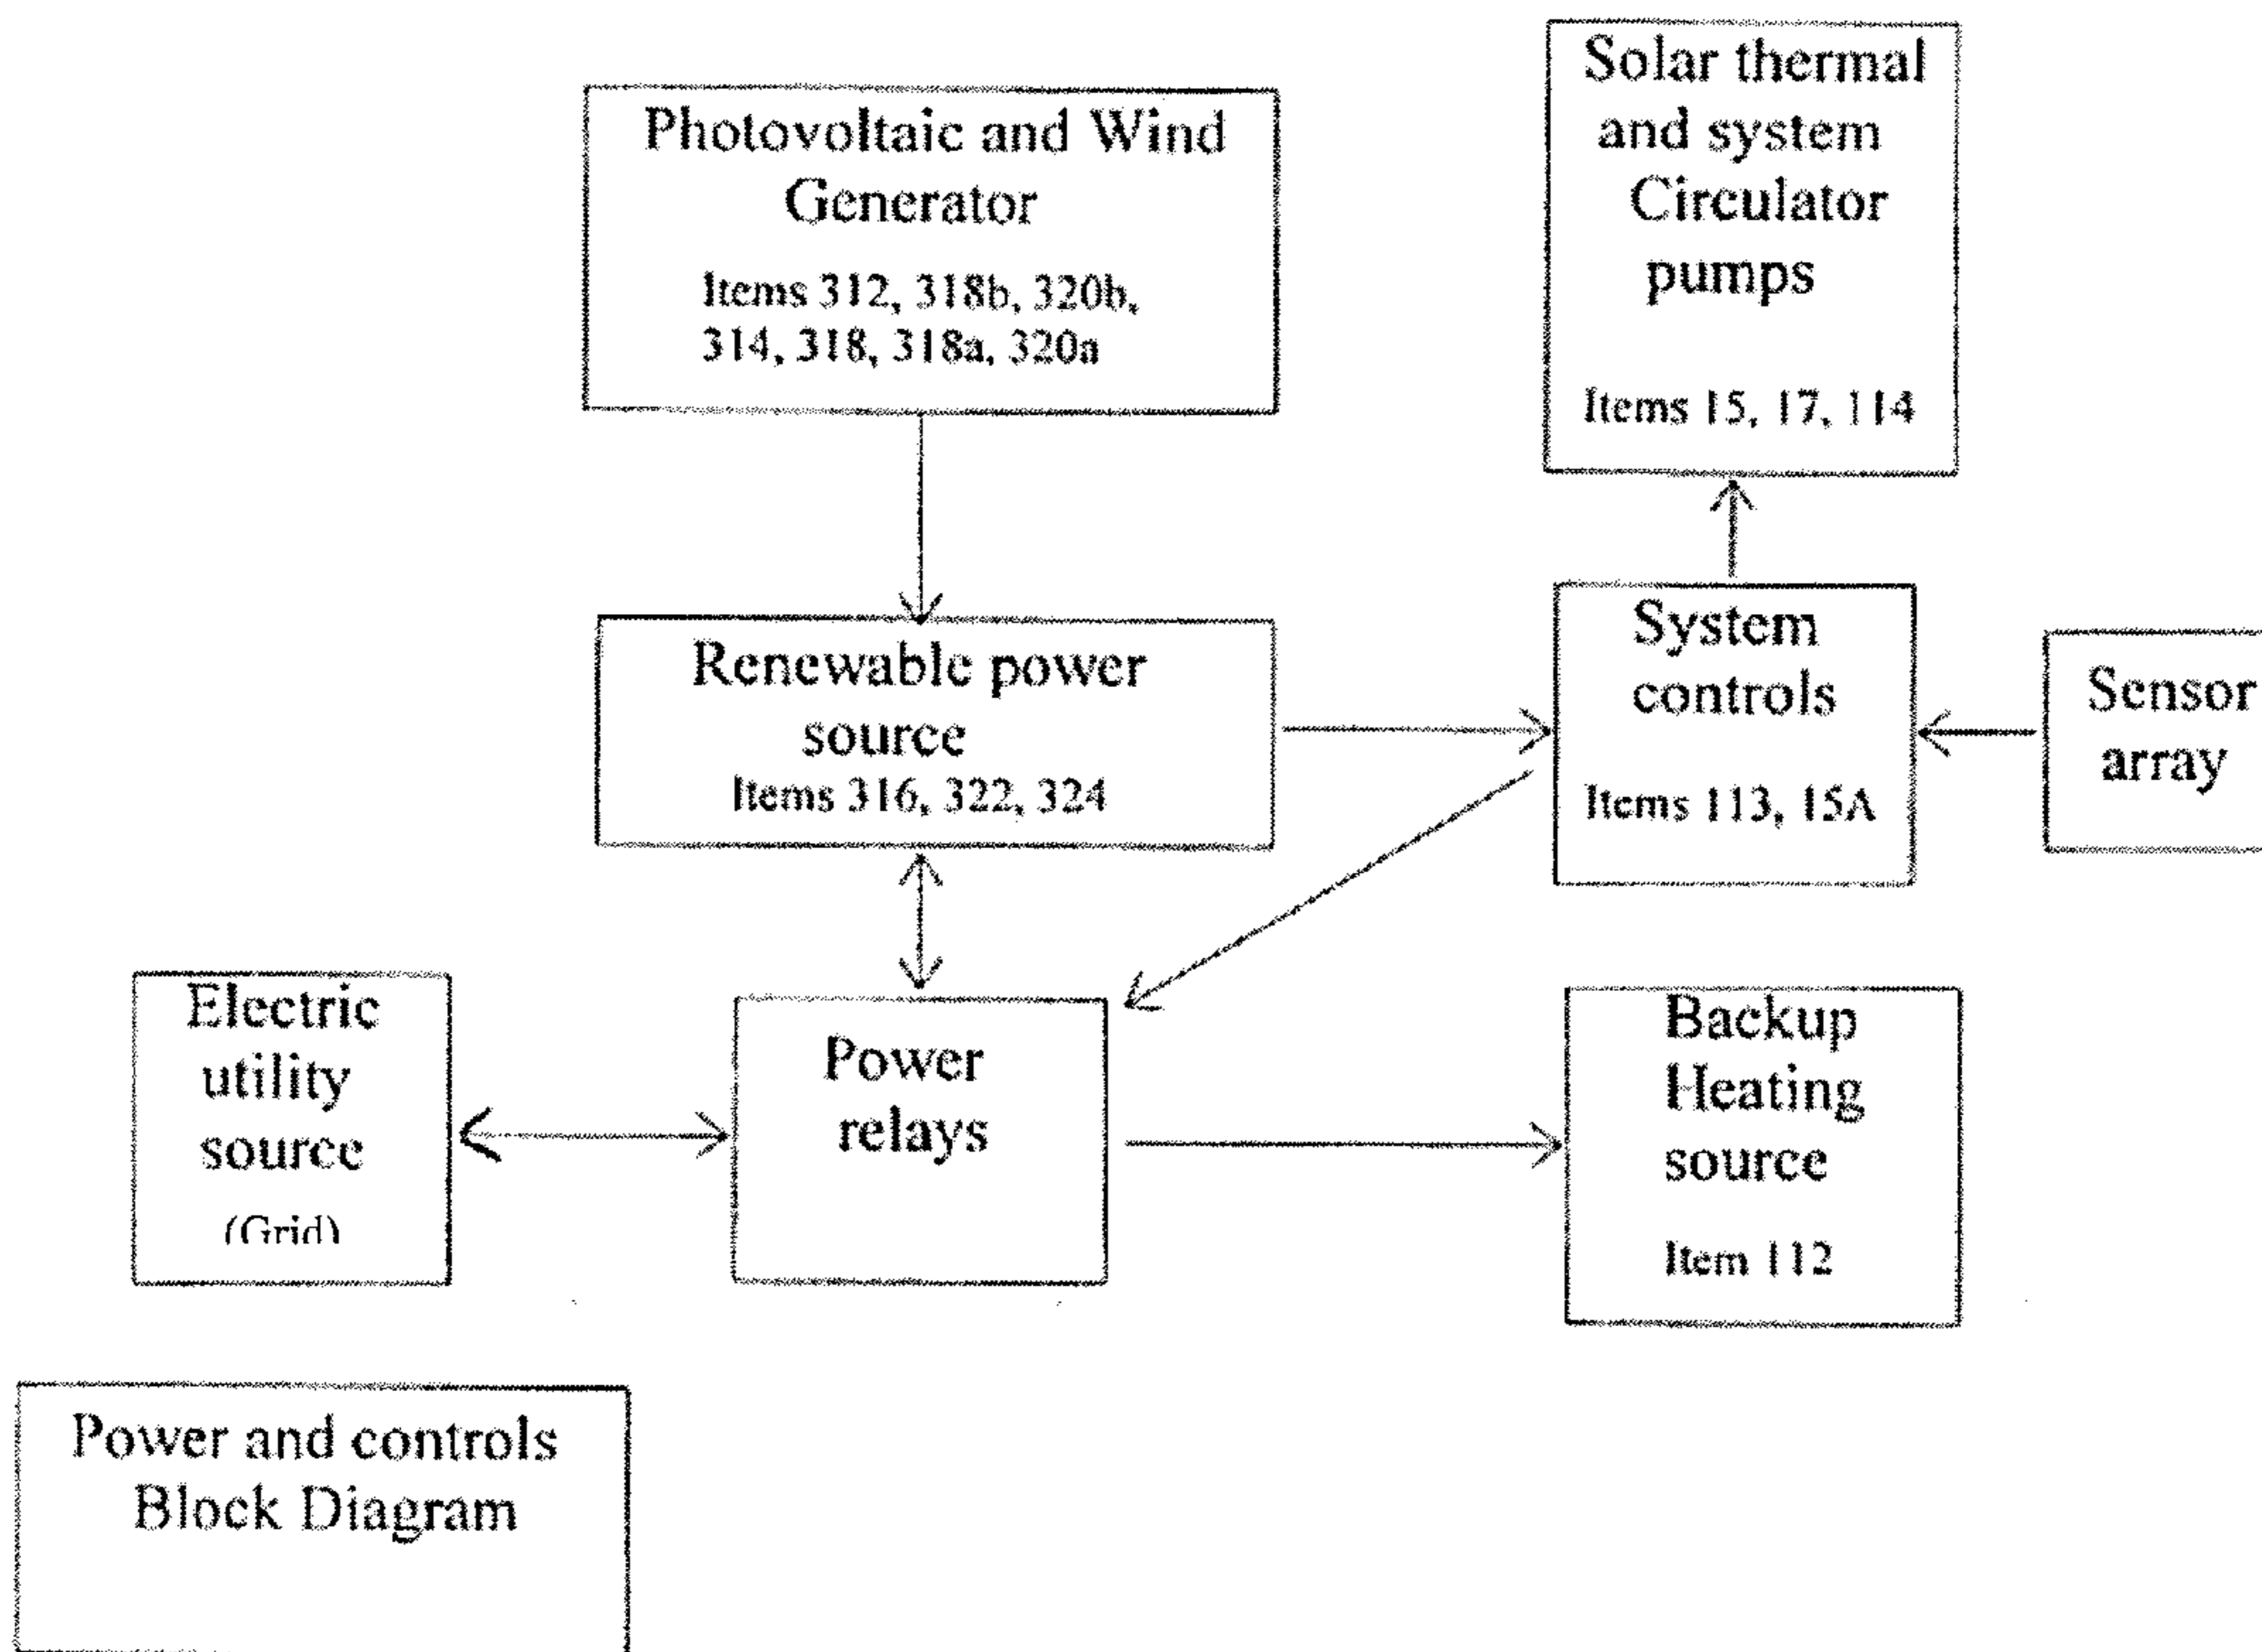 Photovoltaic and Wind
Generator
Items 312, 318b, 320b,
314, 318, 318a, 320a
Solar thermal
and system
Circulator
pumps
Items 15, 17, 114
Renewable power
source
Items 316, 322, 324
System
controls
Items 113, 15A
Sensor
array
Electric
utility
source
(Grid)
Power
relays
Backup
Heating
source
Item 112
Power and controls
Block Diagram